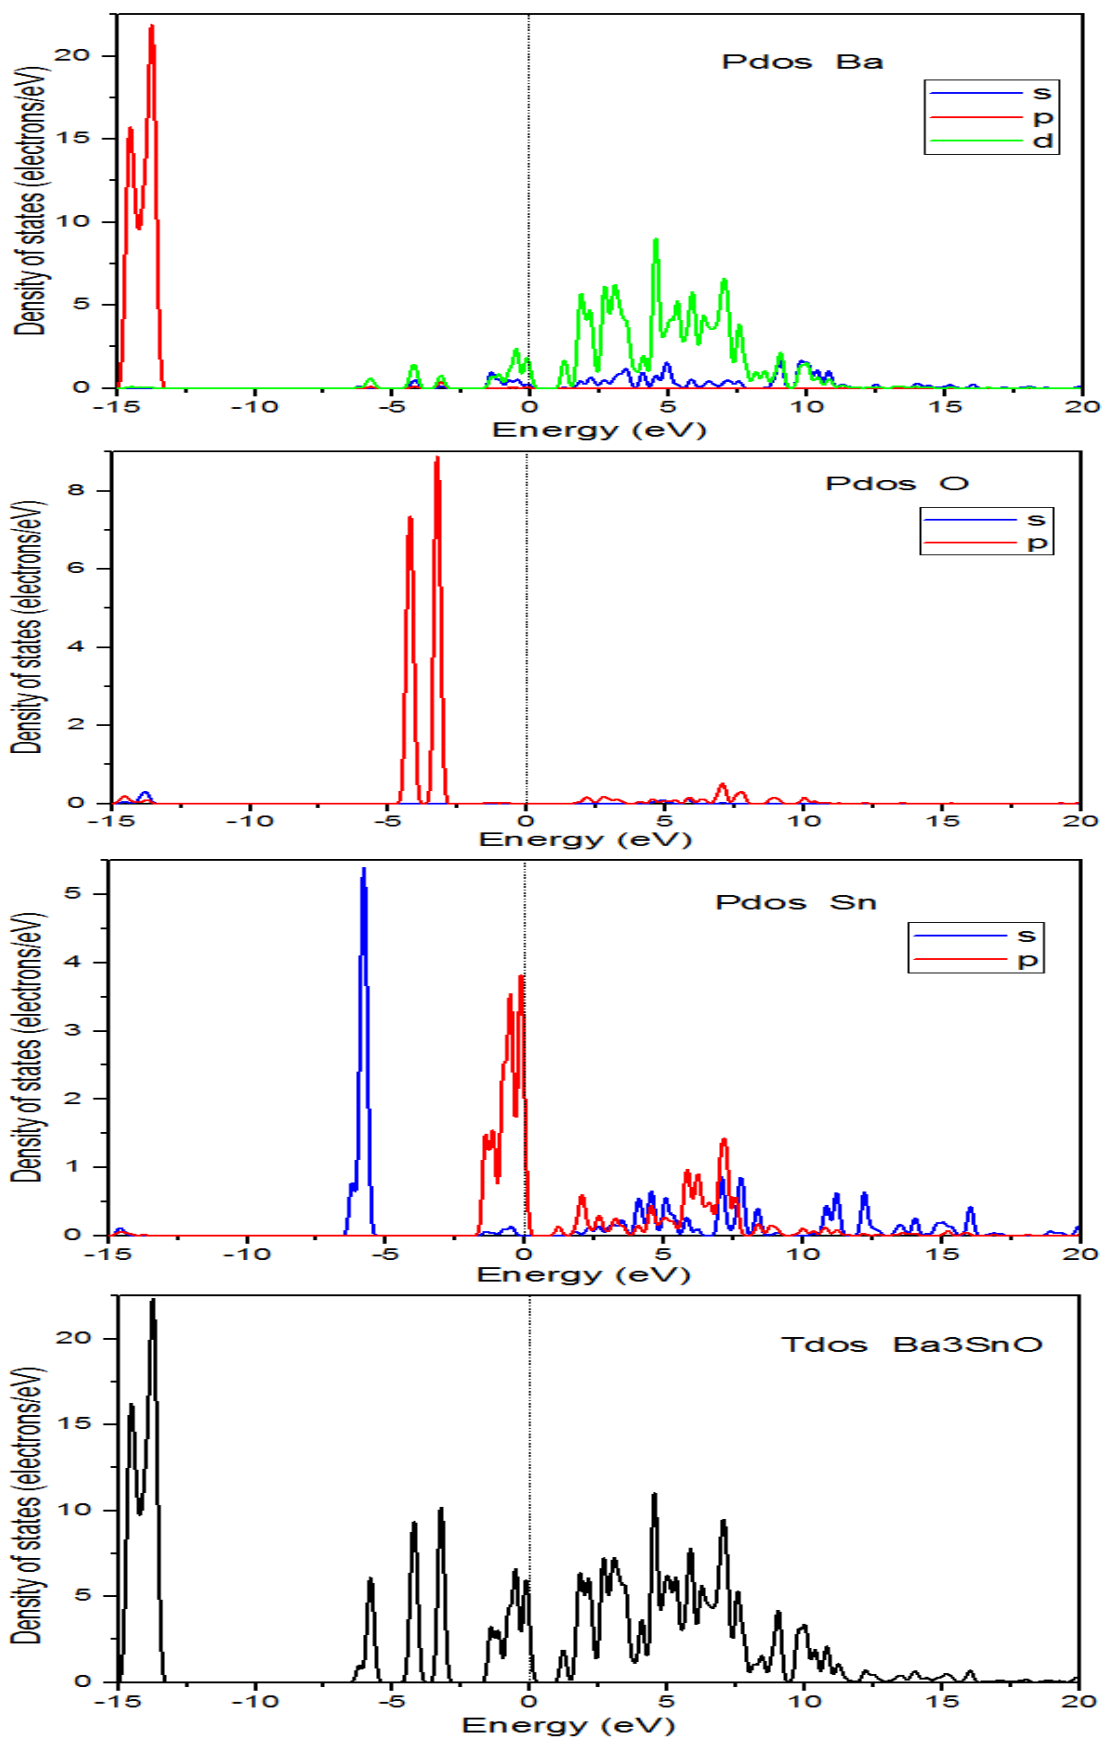 Density of states (electrons/eV)
20
15
10
5
0
Pdos Ba
s
p
d
-15 -10 -5 0 5 10 15 20
Energy (eV)
Density of states (electrons/eV)
8
6
4
2
0
Pdos O
s
p
-15 -10 -5 0 5 10 15 20
Energy (eV)
Density of states (electrons/eV)
5
4
3
2
1
0
Pdos Sn
s
p
-15 -10 -5 0 5 10 15 20
Energy (eV)
Density of states (electrons/eV)
20
15
10
5
0
Tdos Ba3SnO
-15 -10 -5 0 5 10 15 20
Energy (eV)